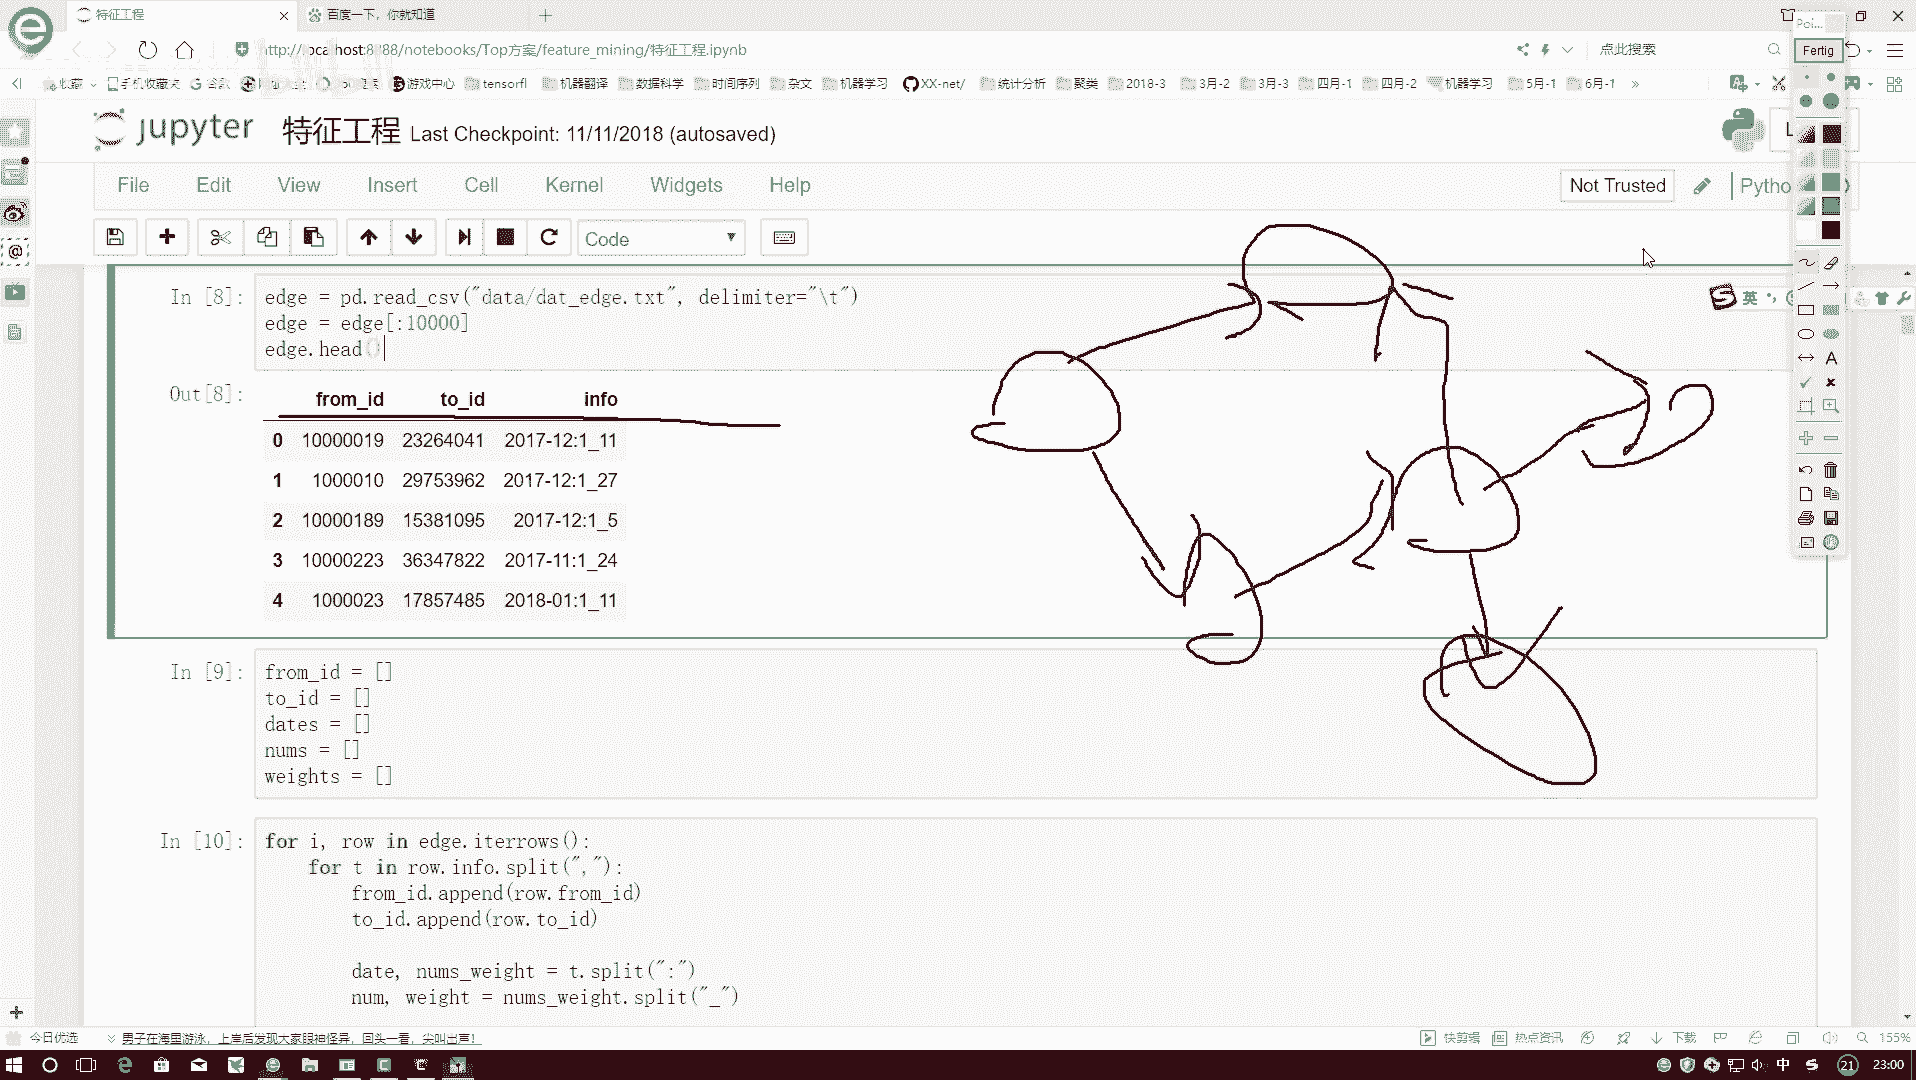 特征工程
百度一下，你就知道
Poi...
http://localhost:8888/notebooks/Top方案/feature_mining/特征工程.ipynb
点此搜索
Fertig
收藏
手机收藏夹
游戏中心
tensorfl
机器翻译
数据科学
时间序列
杂文
机器学习
XX-net/
统计分析
聚类
2018-3
3月-2
3月-3
四月-1
四月-2
机器学习
5月-1
6月-1
»
jupyter 特征工程 Last Checkpoint: 11/11/2018 (autosaved)
File Edit View Insert Cell Kernel Widgets Help
Not Trusted
Pytho
Code
英
In [8]: edge = pd.read_csv("data/dat_edge.txt", delimiter="\t")
edge = edge[:10000]
edge.head()
Out[8]:
from_id to_id info
0 10000019 23264041 2017-12:1_11
1 1000010 29753962 2017-12:1_27
2 10000189 15381095 2017-12:1_5
3 10000223 36347822 2017-11:1_24
4 1000023 17857485 2018-01:1_11
In [9]: from_id = []
to_id = []
dates = []
nums = []
weights = []
In [10]: for i, row in edge.iterrows():
for t in row.info.split(","):
from_id.append(row.from_id)
to_id.append(row.to_id)
date, nums_weight = t.split(":")
num, weight = nums_weight.split("_")
今日优选
男子在海里游泳，上岸后发现大家眼神怪异，回头一看，尖叫出声！
快剪辑
热点资讯
下载
155%
中
21
23:00